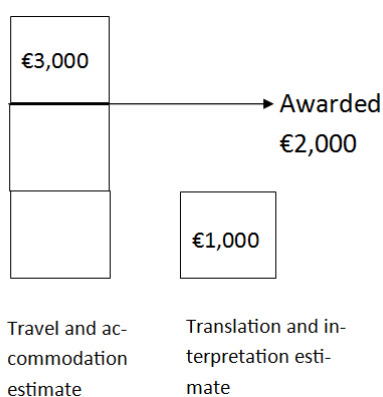 €3,000
Awarded
€2,000
€1,000
Travel and ac-
commodation
estimate
Translation and in-
terpretation esti-
mate